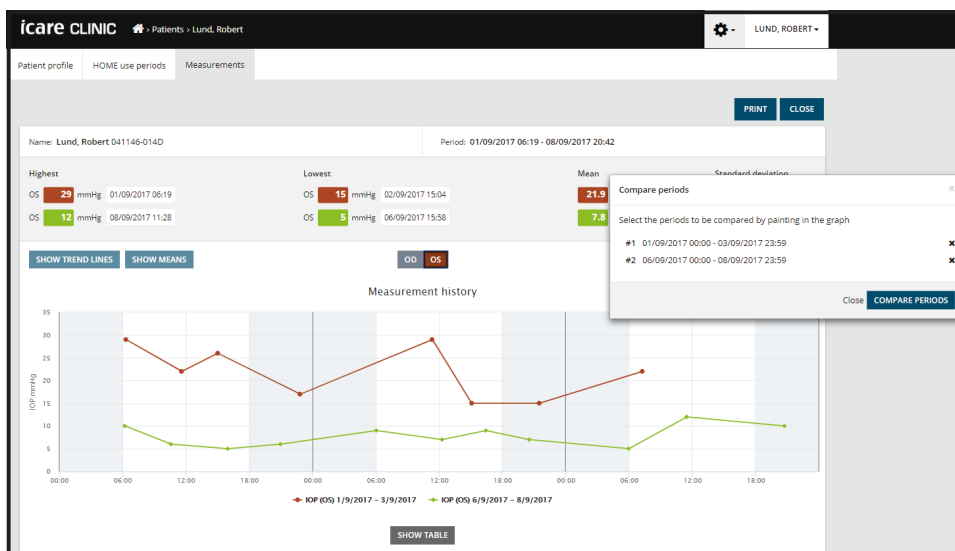 icare CLINIC › Patients › Lund, Robert LUND, ROBERT
Patient profile HOME use periods Measurements
PRINT CLOSE
Name: Lund, Robert 041146-014D Period: 01/09/2017 06:19 - 08/09/2017 20:42
Highest Lowest Mean Standard deviation
OS 29 mmHg 01/09/2017 06:19 OS 15 mmHg 02/09/2017 15:04 21.9
OS 12 mmHg 08/09/2017 11:28 OS 5 mmHg 06/09/2017 15:58 7.8
Compare periods ×
Select the periods to be compared by painting in the graph
#1 01/09/2017 00:00 - 03/09/2017 23:59 ×
#2 06/09/2017 00:00 - 08/09/2017 23:59 ×
Close COMPARE PERIODS
SHOW TREND LINES SHOW MEANS OD OS
Measurement history
IOP mmHg
35
30
25
20
15
10
5
0
00:00 06:00 12:00 18:00 00:00 06:00 12:00 18:00 00:00 06:00 12:00 18:00
IOP (OS) 1/9/2017 – 3/9/2017 IOP (OS) 6/9/2017 – 8/9/2017
SHOW TABLE